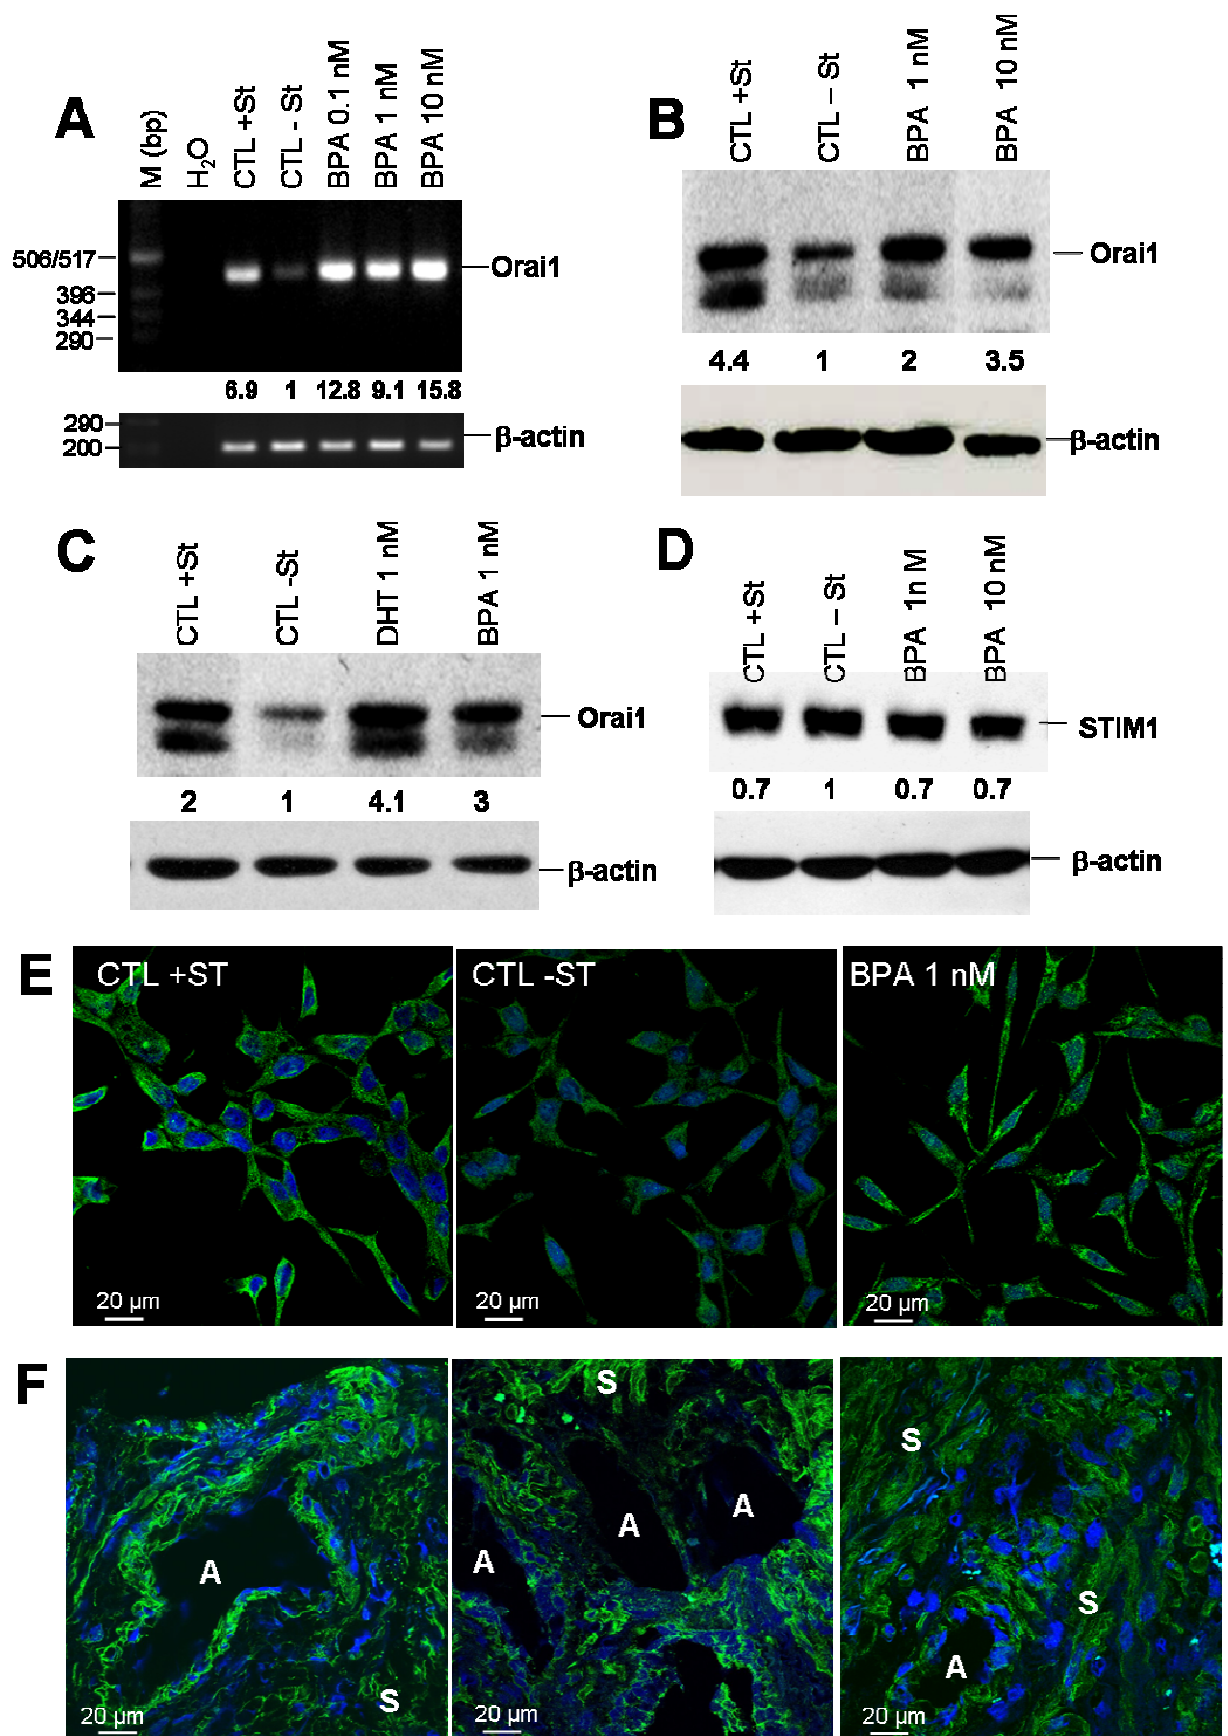 A
M (bp)
H₂O
CTL +St
CTL - St
BPA 0.1 nM
BPA 1 nM
BPA 10 nM
506/517
396
344
290
Orai1
6.9 1 12.8 9.1 15.8
290
200
β-actin
B
CTL +St
CTL – St
BPA 1 nM
BPA 10 nM
Orai1
4.4 1 2 3.5
β-actin
C
CTL +St
CTL -St
DHT 1 nM
BPA 1 nM
Orai1
2 1 4.1 3
β-actin
D
CTL +St
CTL – St
BPA 1n M
BPA 10 nM
STIM1
0.7 1 0.7 0.7
β-actin
E
CTL +ST
CTL -ST
BPA 1 nM
20 µm
20 µm
20 µm
F
A
S
20 µm
S
A
A
A
20 µm
S
S
A
20 µm